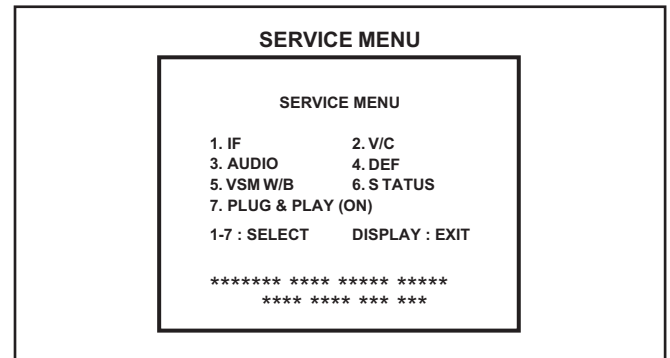 SERVICE MENU
SERVICE MENU
1. IF 2. V/C
3. AUDIO 4. DEF
5. VSM W/B 6. S TATUS
7. PLUG & PLAY (ON)
1-7 : SELECT DISPLAY : EXIT
******* **** ***** *****
**** **** *** ***